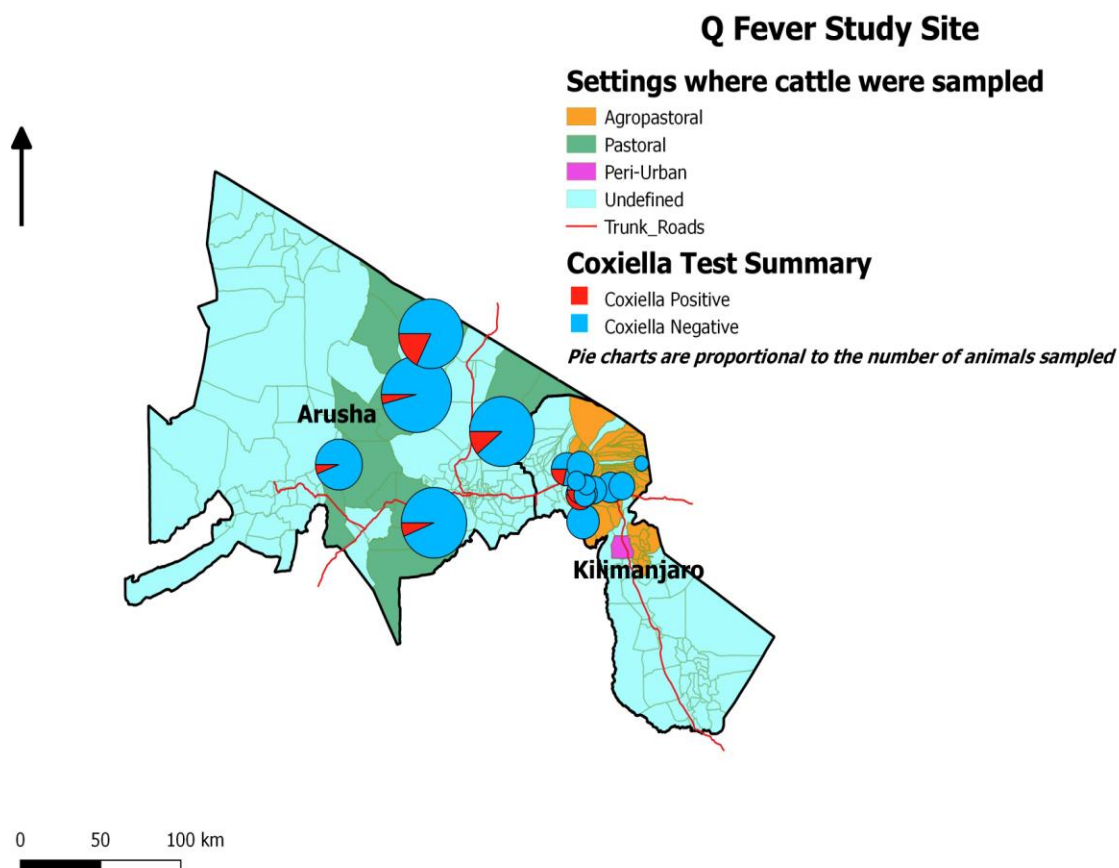 Q Fever Study Site
Settings where cattle were sampled
Agropastoral
Pastoral
Peri-Urban
Undefined
Trunk_Roads
Coxiella Test Summary
Coxiella Positive
Coxiella Negative
Pie charts are proportional to the number of animals sampled
Arusha
Kilimanjaro
0 50 100 km